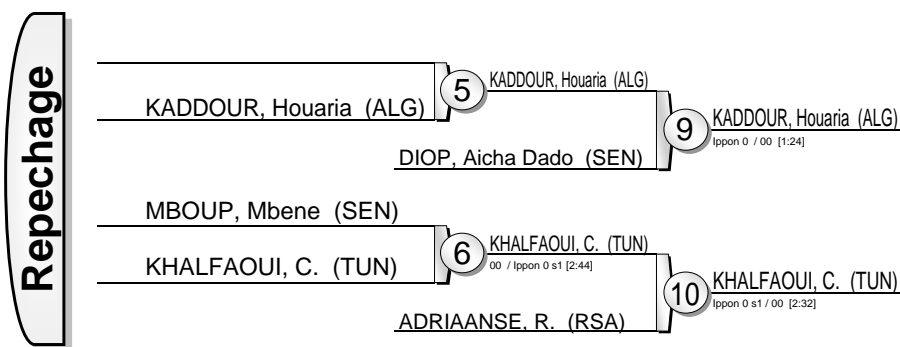 Repechage
KADDOUR, Houaria (ALG)
5
KADDOUR, Houaria (ALG)
DIOP, Aicha Dado (SEN)
9
KADDOUR, Houaria (ALG)
Ippon 0 / 00 [1:24]
MBOUP, Mbene (SEN)
KHALFAOUI, C. (TUN)
6
KHALFAOUI, C. (TUN)
00 / Ippon 0 s1 [2:44]
ADRIAANSE, R. (RSA)
10
KHALFAOUI, C. (TUN)
Ippon 0 s1 / 00 [2:32]